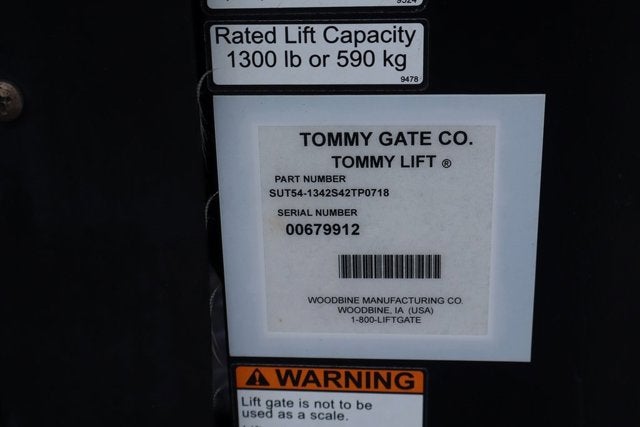 9324
Rated Lift Capacity
1300 lb or 590 kg
9478
TOMMY GATE CO.
TOMMY LIFT ®
PART NUMBER
SUT54-1342S42TP0718
SERIAL NUMBER
00679912
WOODBINE MANUFACTURING CO.
WOODBINE, IA (USA)
1-800-LIFTGATE
WARNING
Lift gate is not to be
used as a scale.